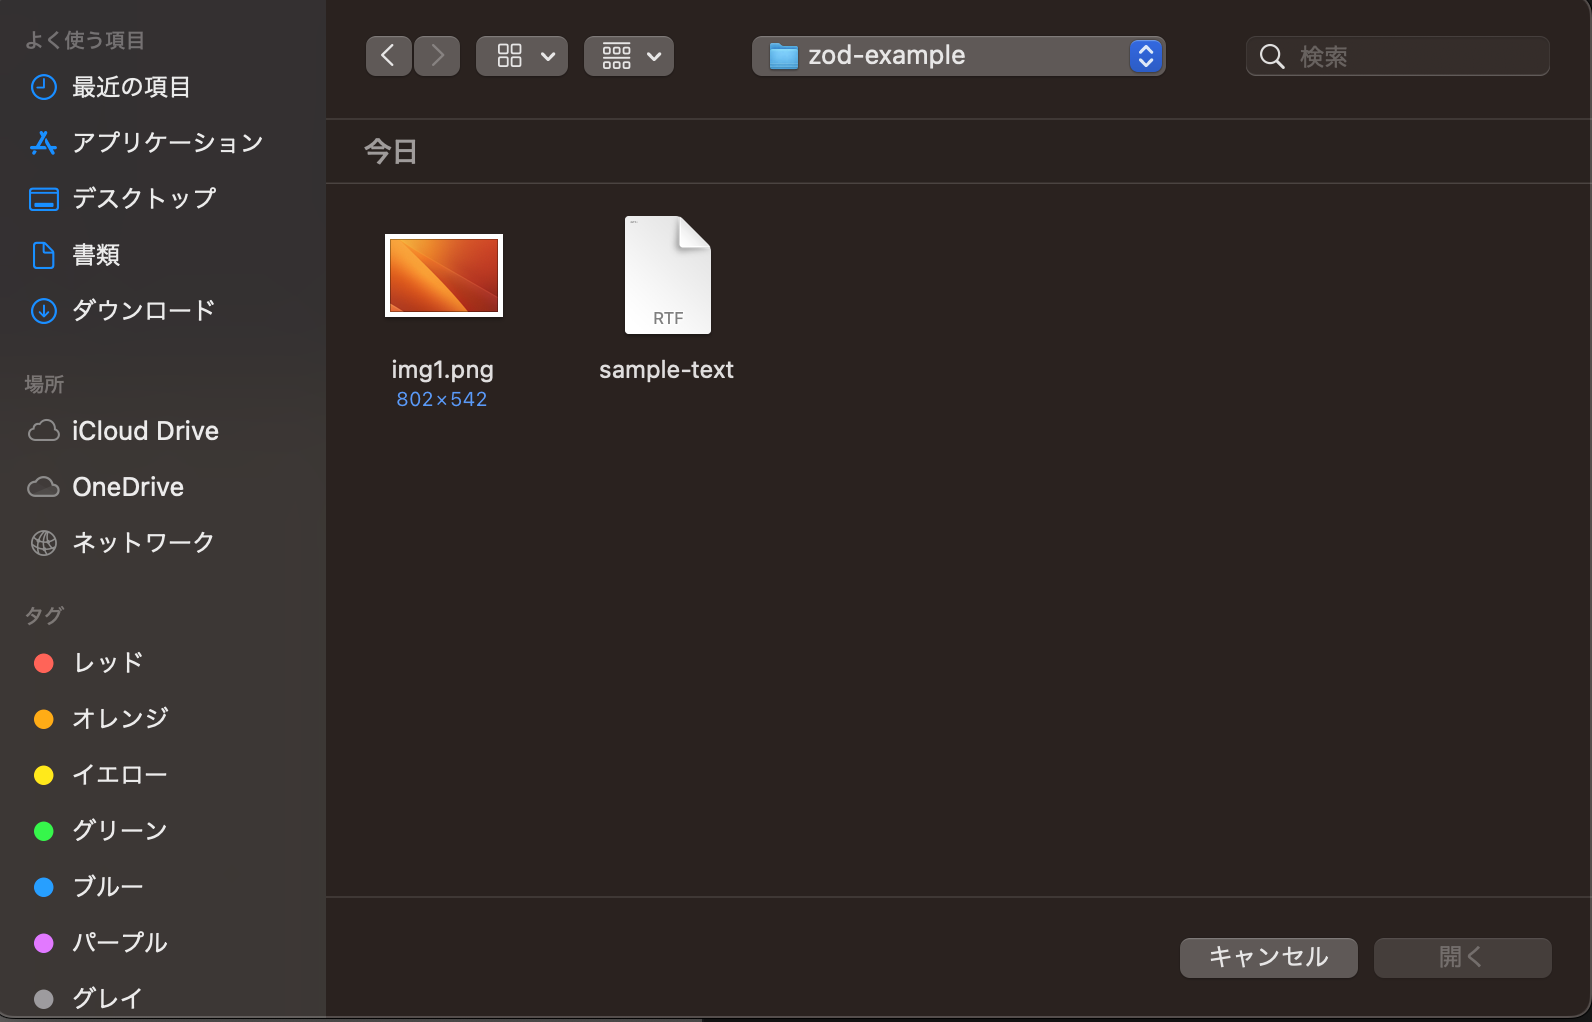 よく使う項目
最近の項目
アプリケーション
デスクトップ
書類
ダウンロード
場所
iCloud Drive
OneDrive
ネットワーク
タグ
レッド
オレンジ
イエロー
グリーン
ブルー
パープル
グレイ
zod-example
検索
今日
RTF
img1.png
802×542
sample-text
キャンセル
開く